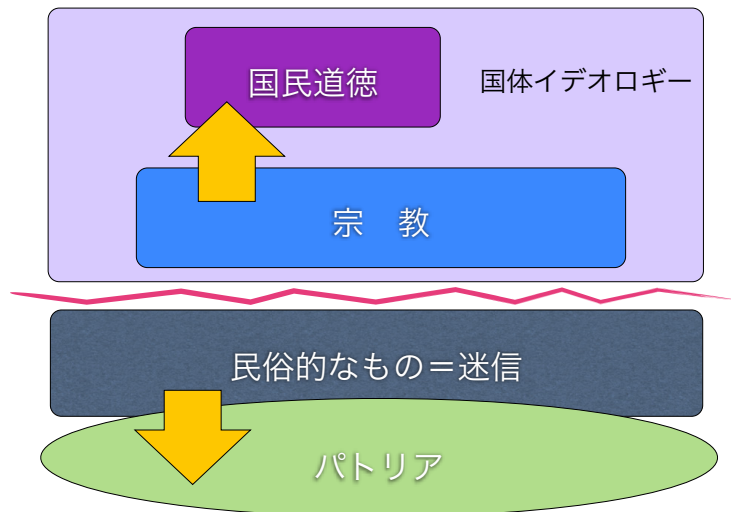 国民道徳
国体イデオロギー
宗　教
民俗的なもの＝迷信
パトリア